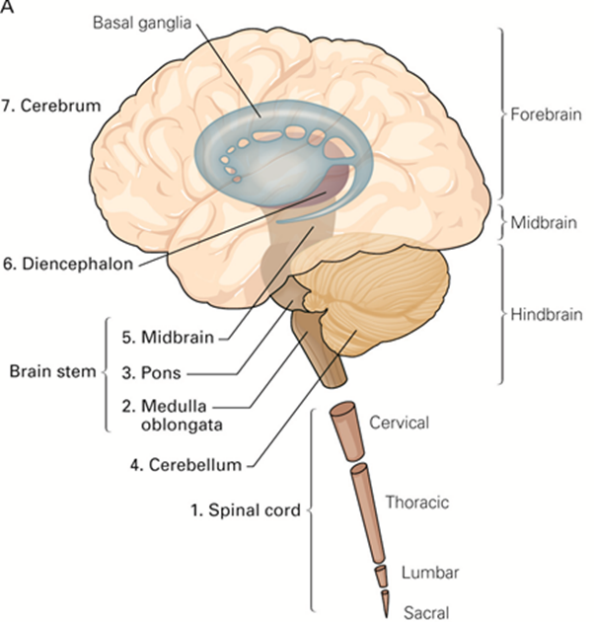 A
Basal ganglia
7. Cerebrum
Forebrain
Midbrain
6. Diencephalon
Hindbrain
5. Midbrain
Brain stem
3. Pons
2. Medulla
oblongata
Cervical
4. Cerebellum
Thoracic
1. Spinal cord
Lumbar
Sacral